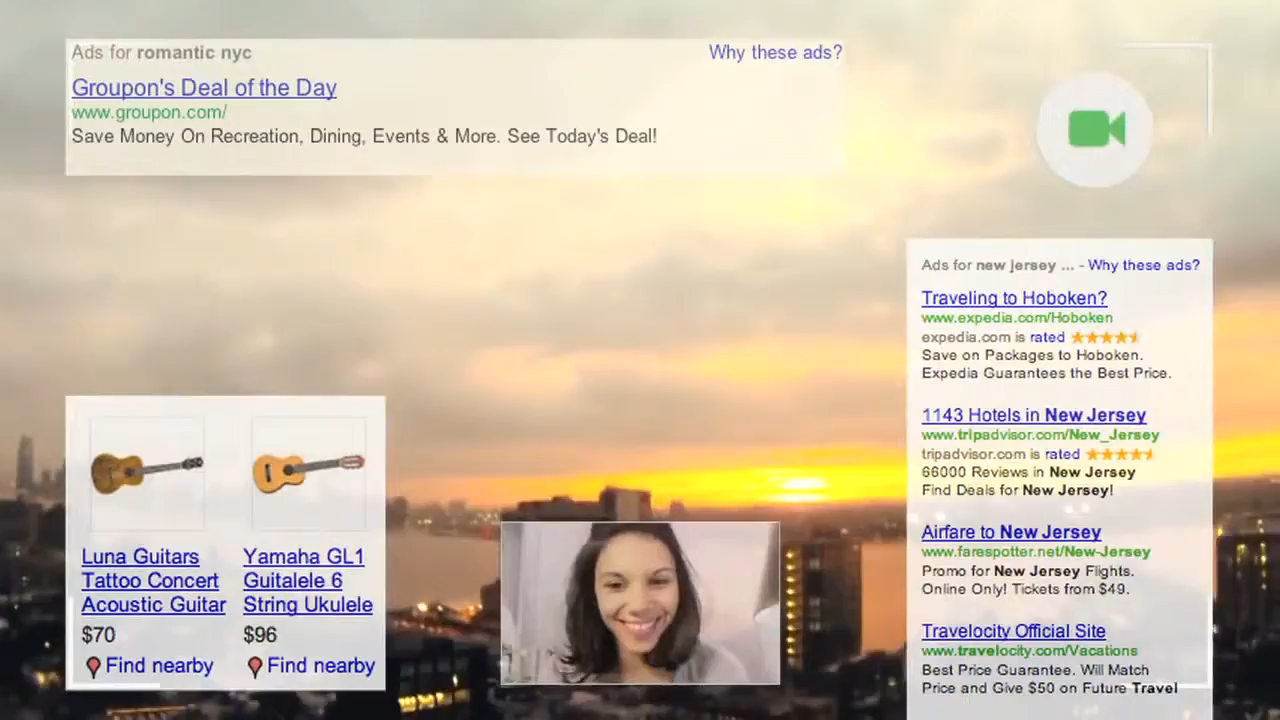 Ads for romantic nyc
Why these ads?
Groupon's Deal of the Day
www.groupon.com/
Save Money On Recreation, Dining, Events & More. See Today's Deal!
Ads for new jersey ... - Why these ads?
Traveling to Hoboken?
www.expedia.com/Hoboken
expedia.com is rated
Save on Packages to Hoboken.
Expedia Guarantees the Best Price.
1143 Hotels in New Jersey
www.tripadvisor.com/New_Jersey
tripadvisor.com is rated
66000 Reviews in New Jersey
Find Deals for New Jersey!
Airfare to New Jersey
www.farespotter.net/New-Jersey
Promo for New Jersey Flights.
Online Only! Tickets from $49.
Travelocity Official Site
www.travelocity.com/Vacations
Best Price Guarantee. Will Match
Price and Give $50 on Future Travel
Luna Guitars
Tattoo Concert
Acoustic Guitar
$70
Find nearby
Yamaha GL1
Guitalele 6
String Ukulele
$96
Find nearby